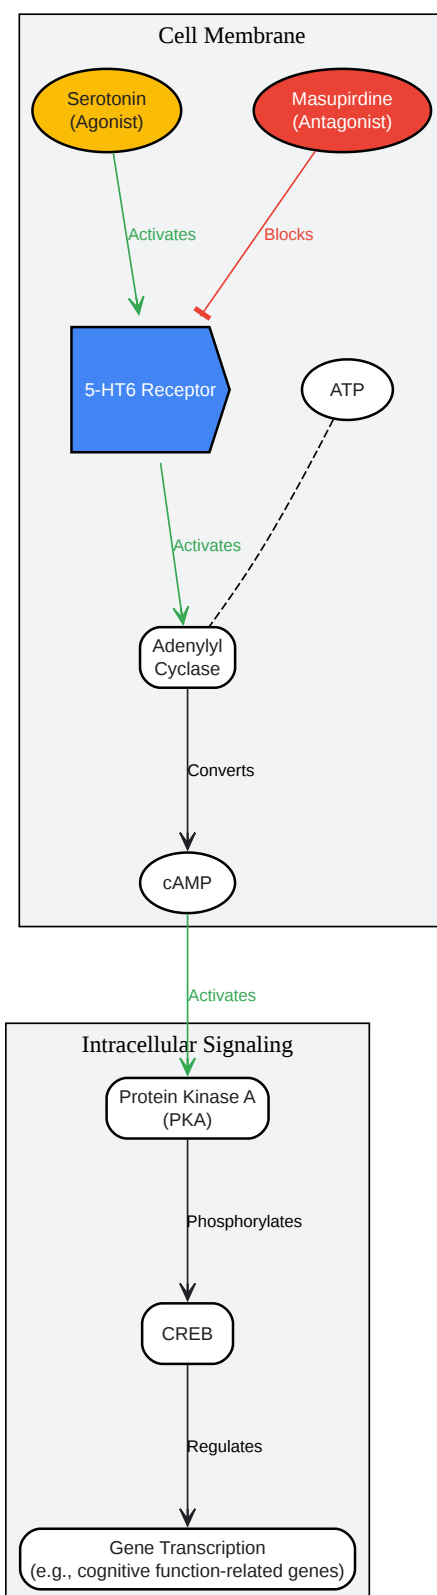 Cell Membrane
Serotonin
(Agonist)
Masupirdine
(Antagonist)
Activates
Blocks
5-HT6 Receptor
ATP
Activates
Adenylyl
Cyclase
Converts
cAMP
Activates
Intracellular Signaling
Protein Kinase A
(PKA)
Phosphorylates
CREB
Regulates
Gene Transcription
(e.g., cognitive function-related genes)